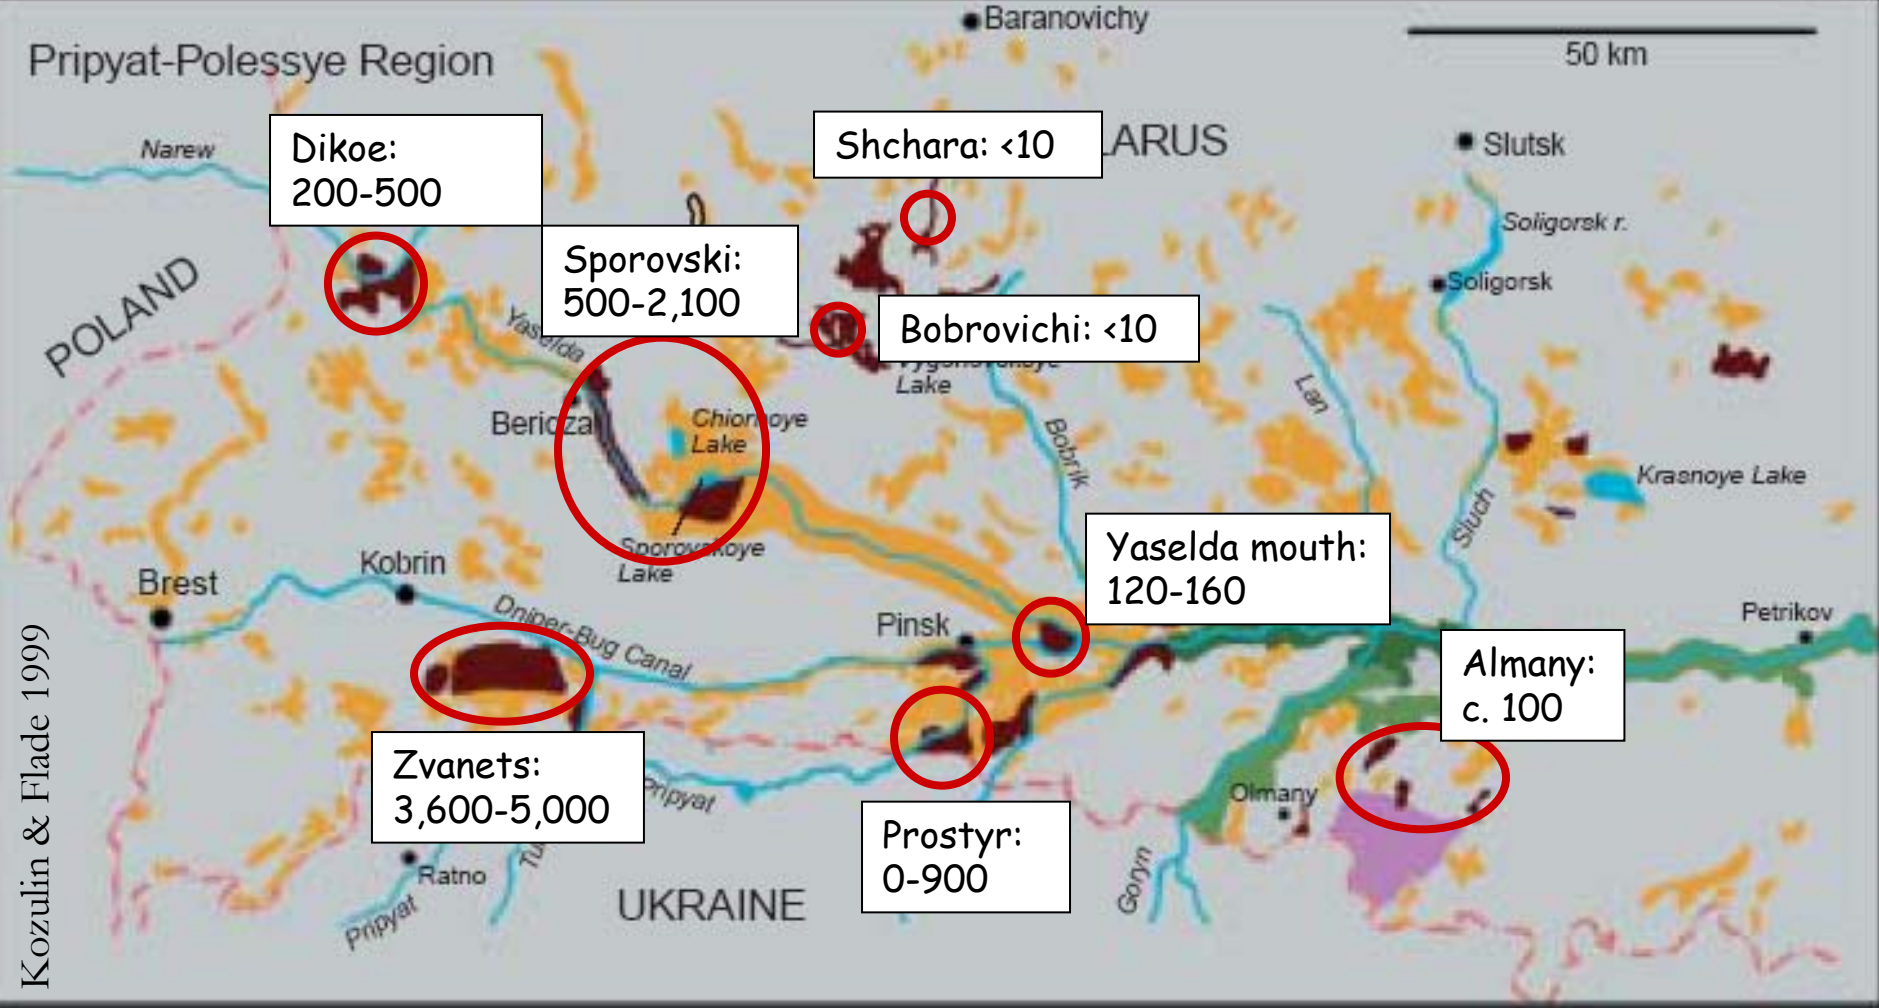 Baranovichy
Pripyat-Polessye Region
50 km
Dikoe:
200-500
Shchara: <10
LARUS
Slutsk
Narew
Soligorsk r.
Sporovski:
500-2,100
POLAND
Soligorsk
Yaselda
Bobrovichi: <10
Lake
Lan
Chiornoye
Lake
Bobrik
Krasnoye Lake
Sluch
Yaselda mouth:
120-160
Sporovskoye
Lake
Kobrin
Brest
Dniper-Bug Canal
Pinsk
Petrikov
Almany:
c. 100
Zvanets:
3,600-5,000
Pripyat
Olmany
Prostyr:
0-900
Ratno
Goryn
UKRAINE
Pripyat
Kozulin & Flade 1999